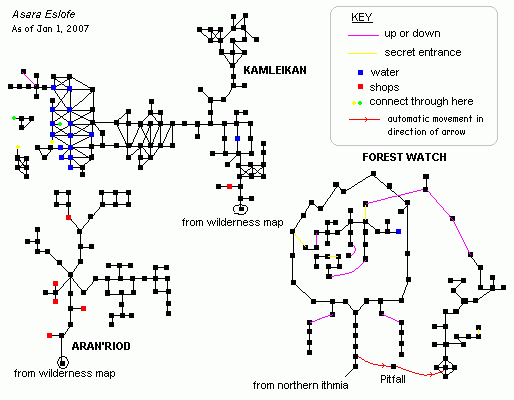 Asara Eslofe
As of Jan 1, 2007
KAMLEIKAN
from wilderness map
KEY
up or down
secret entrance
water
shops
connect through here
automatic movement in
direction of arrow
FOREST WATCH
ARAN'RIOD
from wilderness map
from northern ithmia
Pitfall